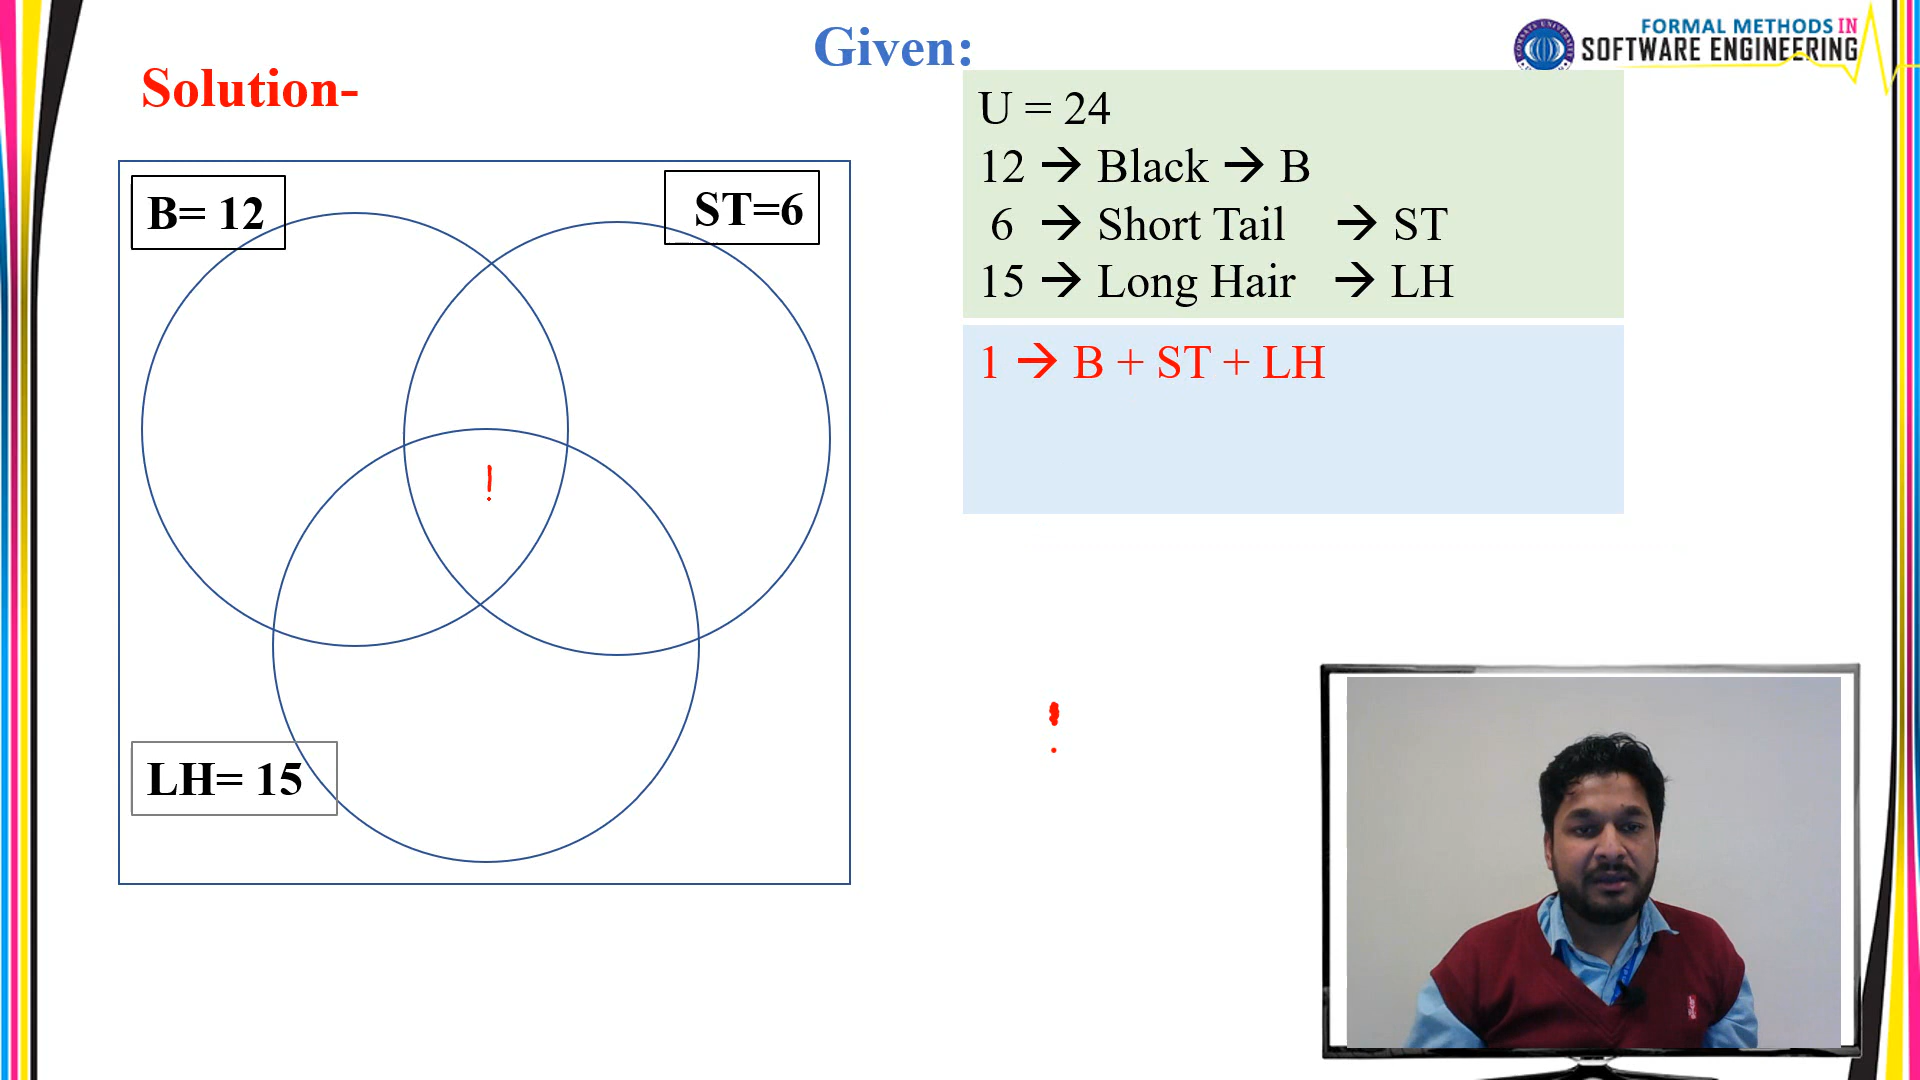 Given:
FORMAL METHODS IN
SOFTWARE ENGINEERING
Solution-
U = 24
12 → Black → B
6 → Short Tail → ST
15 → Long Hair → LH
1 → B + ST + LH
B= 12
ST=6
LH= 15